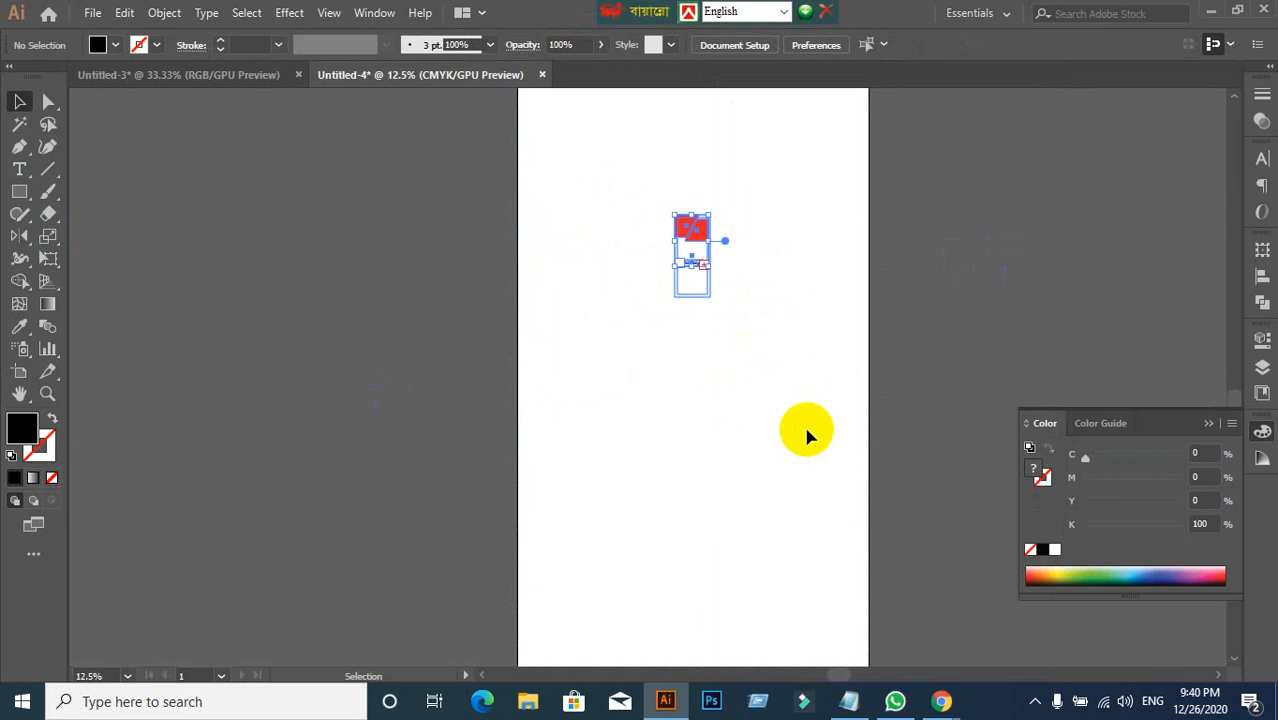 Ai File Edit Object Type Select Effect View Window Help বায়ান্নো English Essentials Search Adobe Stock
No Selection Stroke: 3 pt. 100% Opacity: 100% Style: Document Setup Preferences
Untitled-3* @ 33.33% (RGB/GPU Preview) Untitled-4* @ 12.5% (CMYK/GPU Preview)
Color Color Guide
C 0 %
M 0 %
Y 0 %
K 100 %
12.5% 1 Selection
Type here to search Ai Ps ENG 9:40 PM
12/26/2020 2